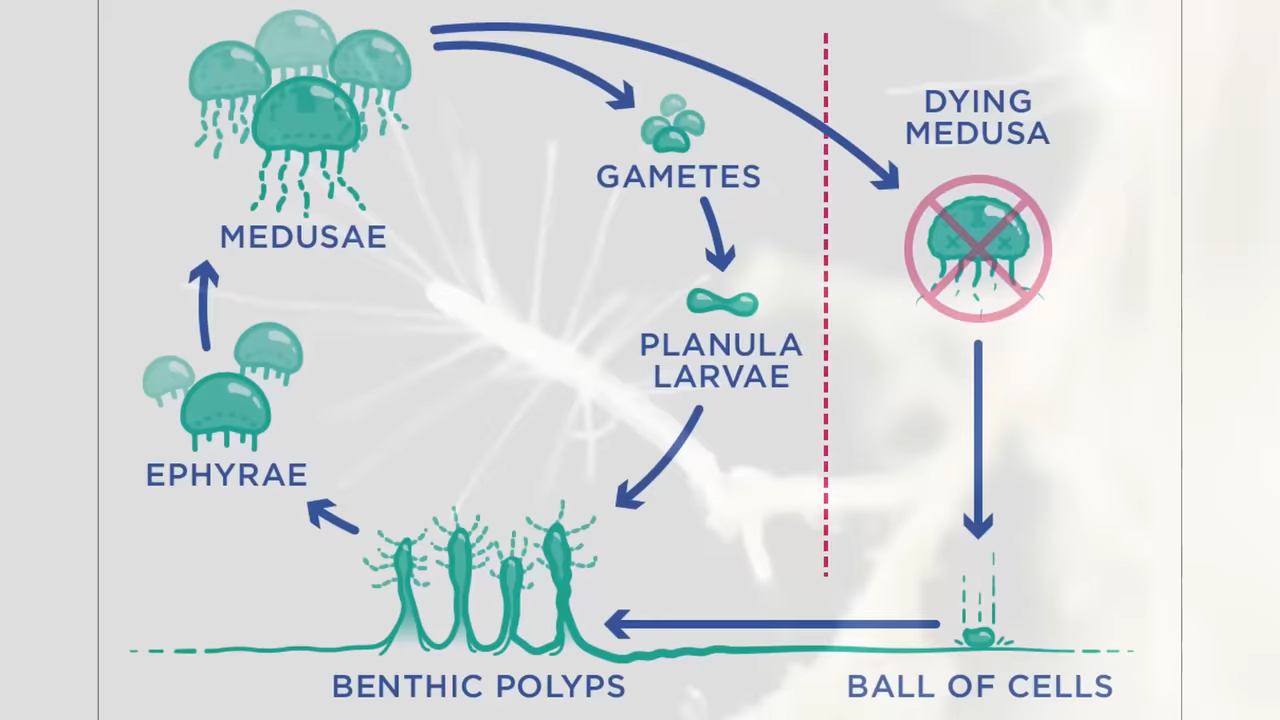 DYING
MEDUSA
GAMETES
MEDUSAE
PLANULA
LARVAE
EPHYRAE
BENTHIC POLYPS
BALL OF CELLS